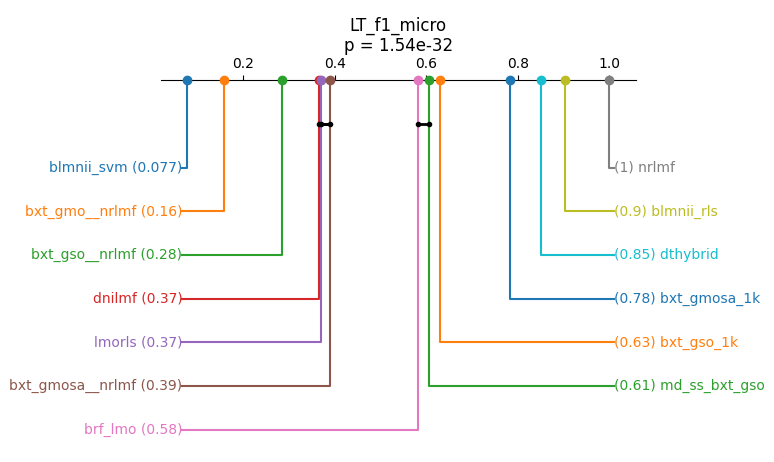 LT_f1_micro
p = 1.54e-32
0.2 0.4 0.6 0.8 1.0
blmnii_svm (0.077) (1) nrlmf
bxt_gmo__nrlmf (0.16) (0.9) blmnii_rls
bxt_gso__nrlmf (0.28) (0.85) dthybrid
dnilmf (0.37) (0.78) bxt_gmosa_1k
lmorls (0.37) (0.63) bxt_gso_1k
bxt_gmosa__nrlmf (0.39) (0.61) md_ss_bxt_gso
brf_lmo (0.58)